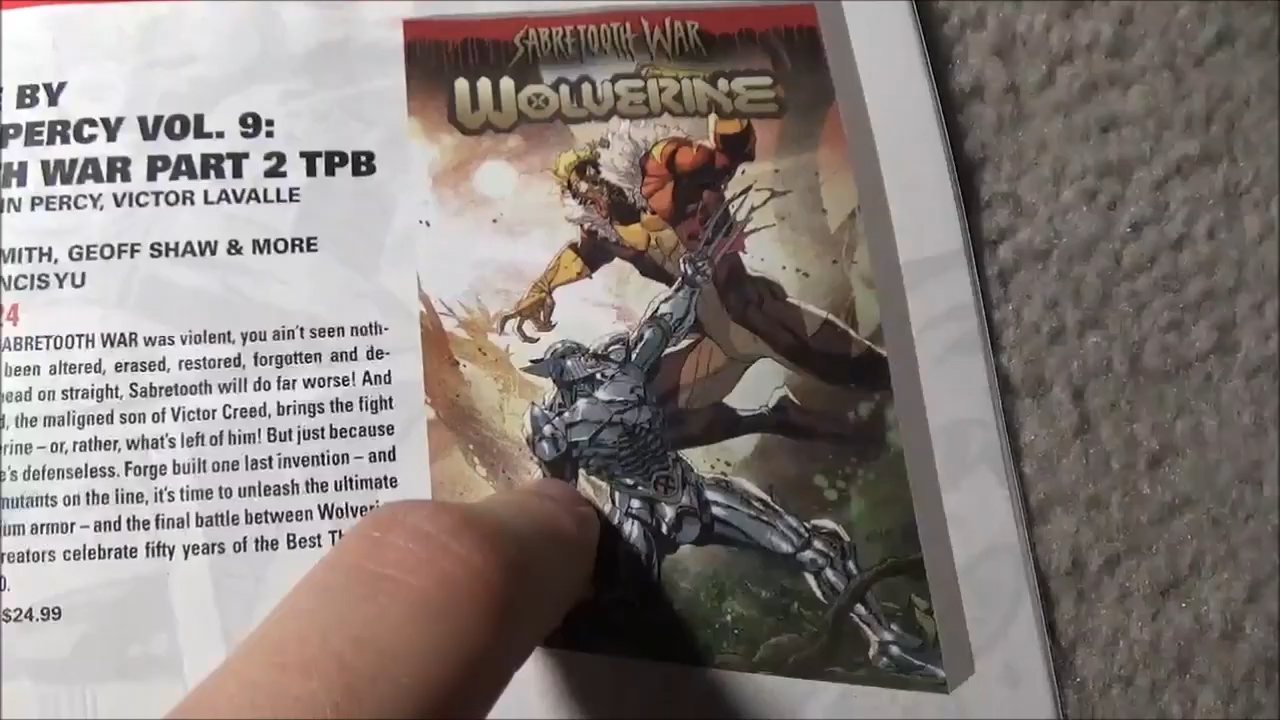 BY
PERCY VOL. 9:
H WAR PART 2 TPB
IN PERCY, VICTOR LAVALLE
MITH, GEOFF SHAW & MORE
NCIS YU
24
ABRETOOTH WAR was violent, you ain't seen noth-
been altered, erased, restored, forgotten and de-
ead on straight, Sabretooth will do far worse! And
d, the maligned son of Victor Creed, brings the fight
rine – or, rather, what's left of him! But just because
e's defenseless. Forge built one last invention – and
mutants on the line, it's time to unleash the ultimate
um armor – and the final battle between Wolveri
reators celebrate fifty years of the Best Th
0.
$24.99
SABRETOOTH WAR
WOLVERINE